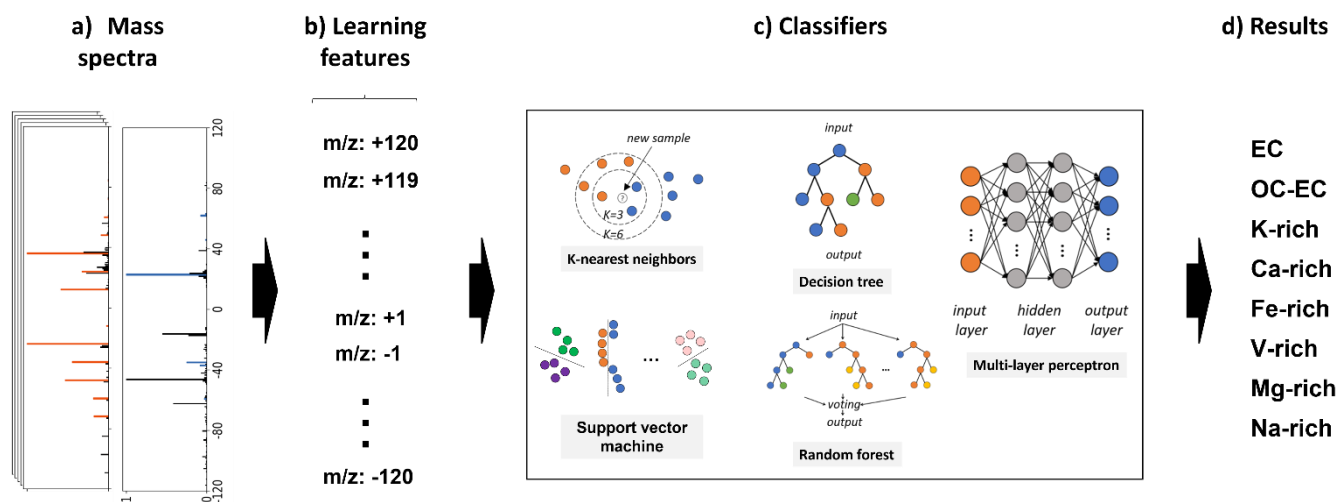 a) Mass
spectra
b) Learning
features
c) Classifiers
d) Results
120
80
40
0
-40
-80
-120
1
0
m/z: +120
m/z: +119
m/z: +1
m/z: -1
m/z: -120
new sample
?
K=3
K=6
K-nearest neighbors
input
output
Decision tree
input
layer
hidden
layer
output
layer
Multi-layer perceptron
...
Support vector
machine
input
...
voting
output
Random forest
EC
OC-EC
K-rich
Ca-rich
Fe-rich
V-rich
Mg-rich
Na-rich